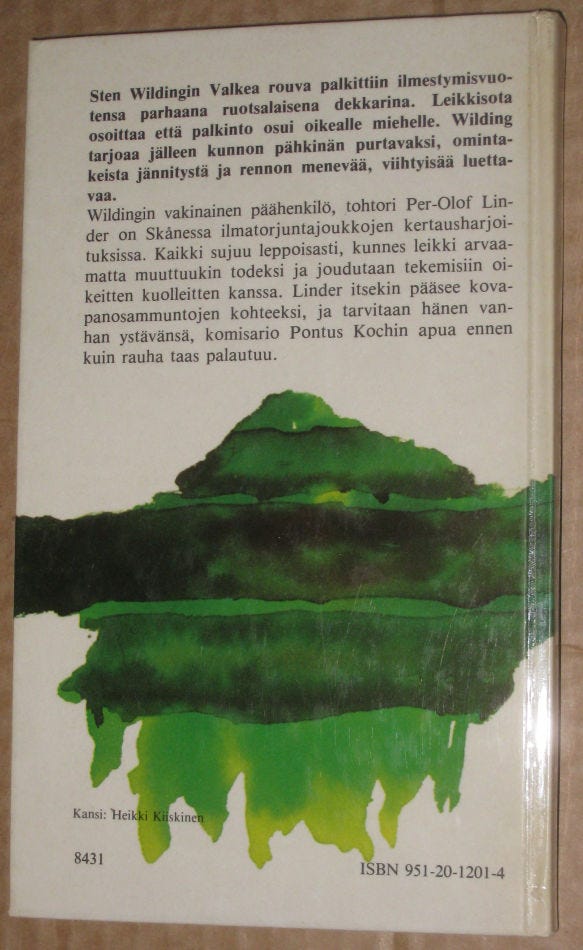 Sten Wildingin Valkea rouva palkittiin ilmestymisvuo-
tensa parhaana ruotsalaisena dekkarina. Leikkisota
osoittaa että palkinto osui oikealle miehelle. Wilding
tarjoaa jälleen kunnon pähkinän purtavaksi, ominta-
keista jännitystä ja rennon menevää, viihtyisää luetta-
vaa.
Wildingin vakinainen päähenkilö, tohtori Per-Olof Lin-
der on Skånessa ilmatorjuntajoukkojen kertausharjoi-
tuksissa. Kaikki sujuu leppoisasti, kunnes leikki arvaa-
matta muuttuukin todeksi ja joudutaan tekemisiin oi-
keitten kuolleitten kanssa. Linder itsekin pääsee kova-
panosammuntojen kohteeksi, ja tarvitaan hänen van-
han ystävänsä, komisario Pontus Kochin apua ennen
kuin rauha taas palautuu.
Kansi: Heikki Kiiskinen
8431
ISBN 951-20-1201-4